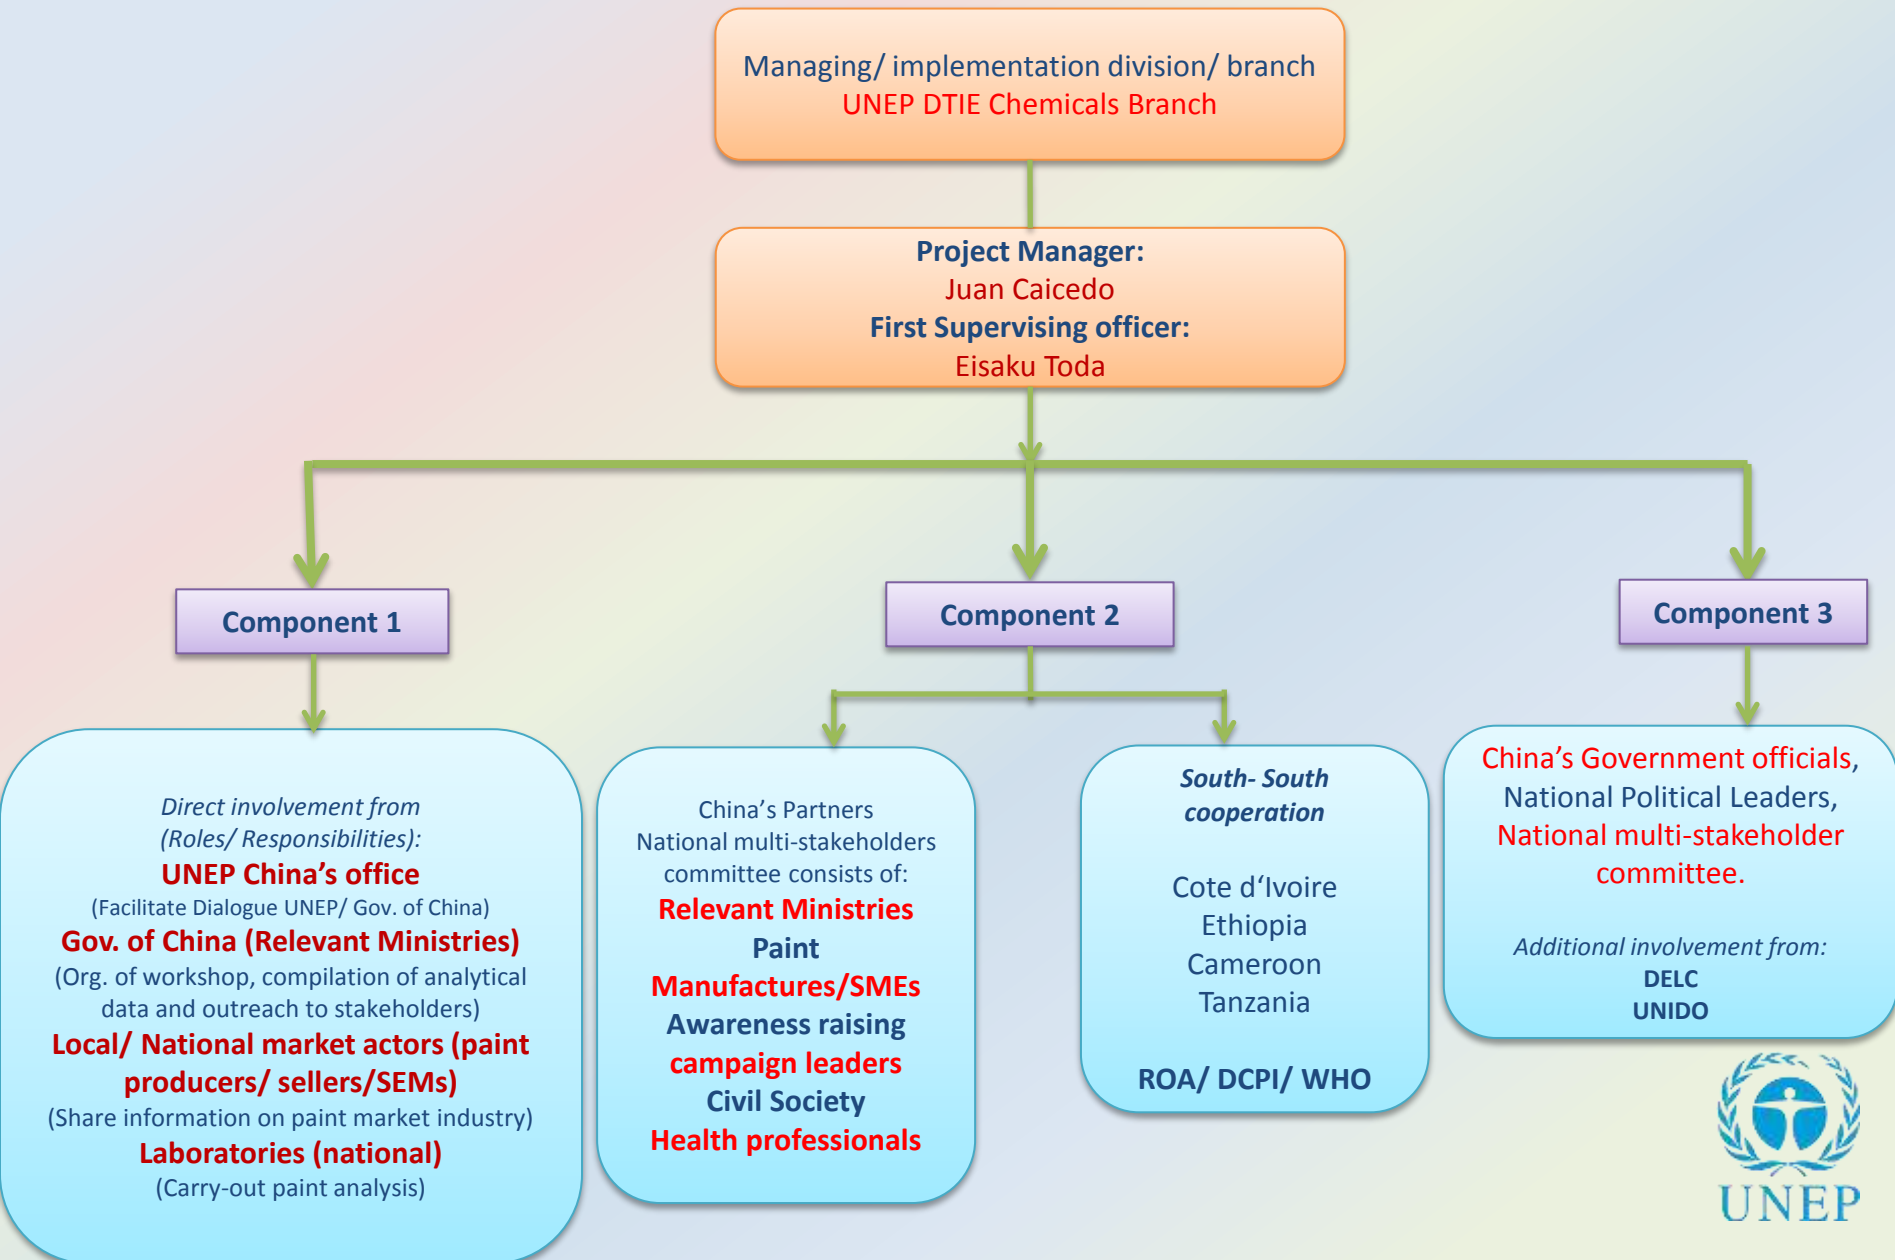 Managing/ implementation division/ branch
UNEP DTIE Chemicals Branch
Project Manager:
Juan Caicedo
First Supervising officer:
Eisaku Toda
Component 1
Component 2
Component 3
Direct involvement from
(Roles/ Responsibilities):
UNEP China’s office
(Facilitate Dialogue UNEP/ Gov. of China)
Gov. of China (Relevant Ministries)
(Org. of workshop, compilation of analytical
data and outreach to stakeholders)
Local/ National market actors (paint
producers/ sellers/SEMs)
(Share information on paint market industry)
Laboratories (national)
(Carry-out paint analysis)
China’s Partners
National multi-stakeholders
committee consists of:
Relevant Ministries
Paint
Manufactures/SMEs
Awareness raising
campaign leaders
Civil Society
Health professionals
South- South
cooperation
Cote d‘Ivoire
Ethiopia
Cameroon
Tanzania
ROA/ DCPI/ WHO
China’s Government officials,
National Political Leaders,
National multi-stakeholder
committee.
Additional involvement from:
DELC
UNIDO
UNEP